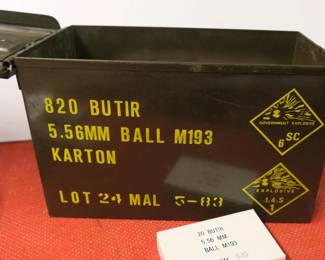 820 BUTIR
5.56MM BALL M193
KARTON
LOT 24 MAL 5-83
GOVERNMENT EXPLOSIVE
6 SC
EXPLOSIVE
1.4.S
1
20 BUTIR
5.56 MM
BALL M193